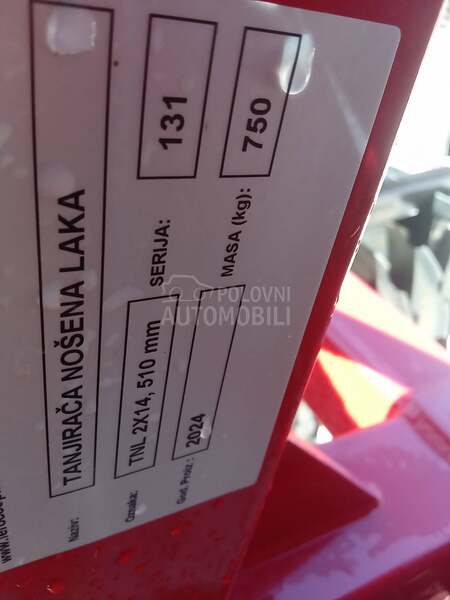 Naziv:
TANJIRAČA NOŠENA LAKA
Oznaka:
TNL 2X14, 510 mm
SERIJA:
131
God. Proiz.:
2024
MASA (kg):
750
POLOVNI
AUTOMOBILI